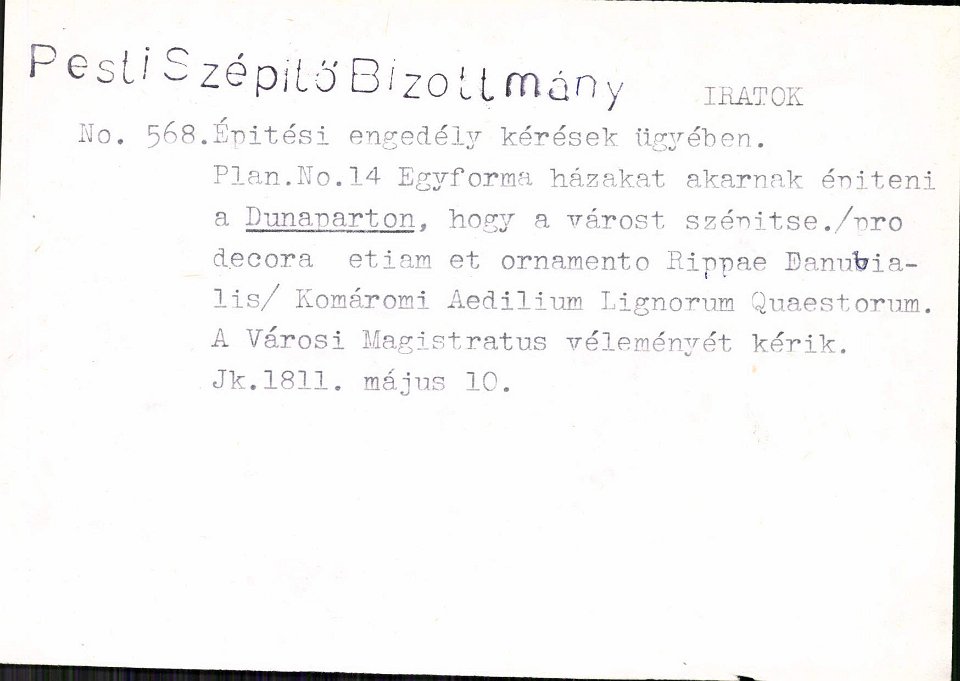 Pesti Szépitő Bizottmány IRATOK
No. 568.Épitési engedély kérések ügyében.
Plan.No.14 Egyforma házakat akarnak épiteni
a Dunaparton, hogy a várost szépitse./pro
decora etiam et ornamento Rippae Danubia-
lis/ Komáromi Aedilium Lignorum Quaestorum.
A Városi Magistratus véleményét kérik.
Jk.1811. május 10.